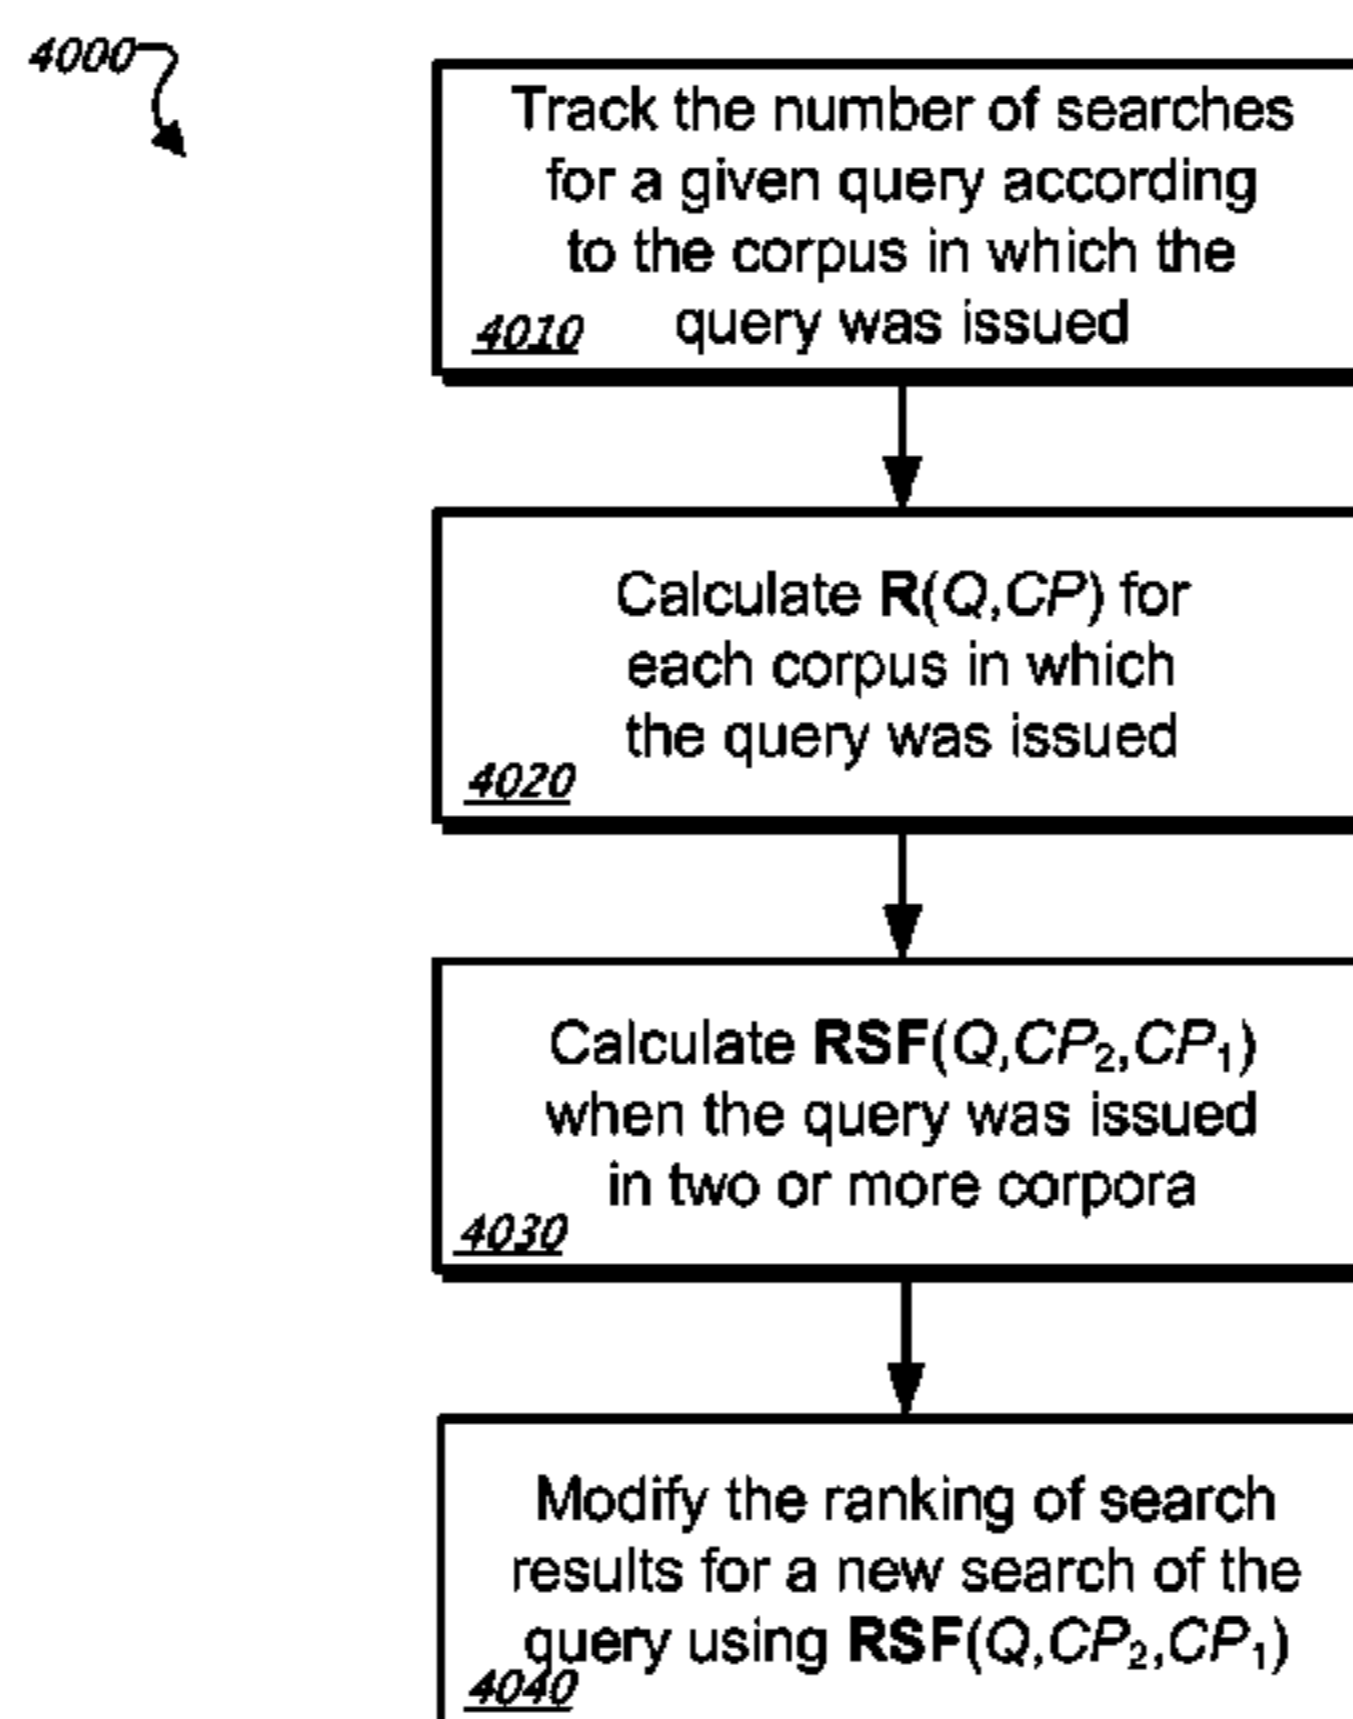 4000
Track the number of searches
for a given query according
to the corpus in which the
query was issued
4010
Calculate R(Q,CP) for
each corpus in which
the query was issued
4020
Calculate RSF(Q,CP₂,CP₁)
when the query was issued
in two or more corpora
4030
Modify the ranking of search
results for a new search of the
query using RSF(Q,CP₂,CP₁)
4040